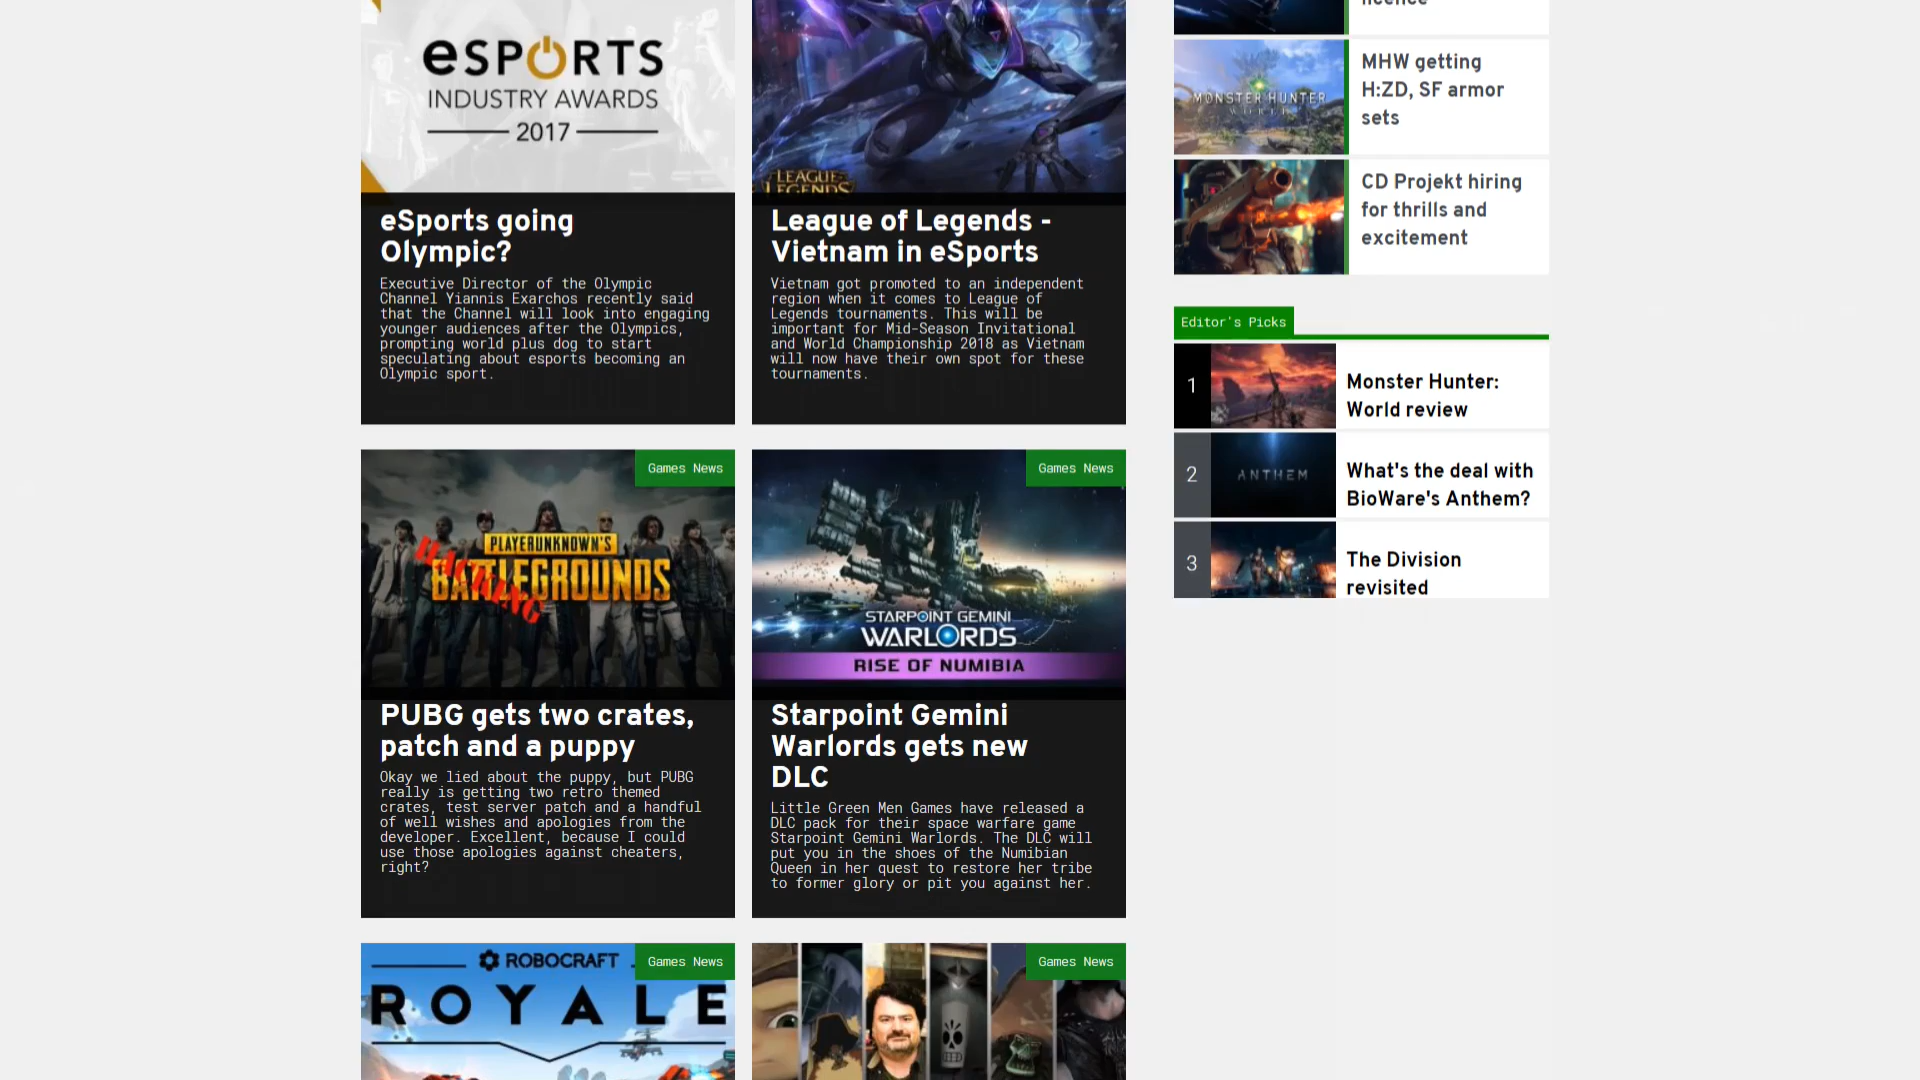 eSPORTS
INDUSTRY AWARDS
2017
LEAGUE OF
LEGENDS
eSports going
Olympic?
Executive Director of the Olympic
Channel Yiannis Exarchos recently said
that the Channel will look into engaging
younger audiences after the Olympics,
prompting world plus dog to start
speculating about esports becoming an
Olympic sport.
League of Legends -
Vietnam in eSports
Vietnam got promoted to an independent
region when it comes to League of
Legends tournaments. This will be
important for Mid-Season Invitational
and World Championship 2018 as Vietnam
will now have their own spot for these
tournaments.
Games News
PLAYERUNKNOWN'S
BATTLEGROUNDS
HACKING
PUBG gets two crates,
patch and a puppy
Okay we lied about the puppy, but PUBG
really is getting two retro themed
crates, test server patch and a handful
of well wishes and apologies from the
developer. Excellent, because I could
use those apologies against cheaters,
right?
Games News
STARPOINT GEMINI
WARLORDS
RISE OF NUMIBIA
Starpoint Gemini
Warlords gets new
DLC
Little Green Men Games have released a
DLC pack for their space warfare game
Starpoint Gemini Warlords. The DLC will
put you in the shoes of the Numibian
Queen in her quest to restore her tribe
to former glory or pit you against her.
Games News
ROBOCRAFT
ROYALE
Games News
licence
MONSTER HUNTER
WORLD
MHW getting
H:ZD, SF armor
sets
CD Projekt hiring
for thrills and
excitement
Editor's Picks
1
Monster Hunter:
World review
2
ANTHEM
What's the deal with
BioWare's Anthem?
3
The Division
revisited